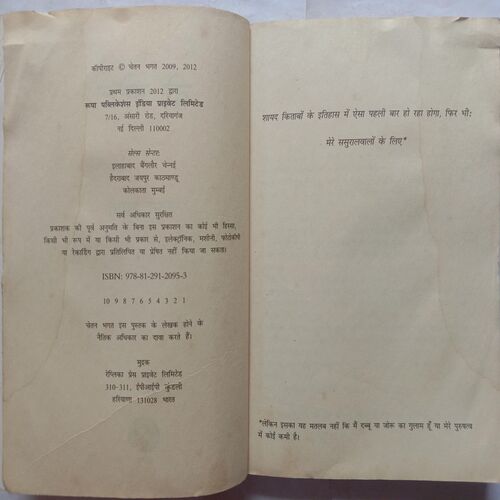 कॉपीराइट © चेतन भगत 2009, 2012
प्रथम प्रकाशन 2012 द्वारा
रूपा पब्लिकेशंस इंडिया प्राइवेट लिमिटेड
7/16, अंसारी रोड, दरियागंज
नई दिल्ली 110002
सेल्स सेन्टर:
इलाहाबाद बैंगलौर चेन्नई
हैदराबाद जयपुर काठमाण्डू
कोलकाता मुम्बई
सर्व अधिकार सुरक्षित
प्रकाशक की पूर्व अनुमति के बिना इस प्रकाशन का कोई भी हिस्सा,
किसी भी रूप में या किसी भी प्रकार से, इलेक्ट्रॉनिक, मशीनी, फोटोकॉपी
या रेकार्डिंग द्वारा प्रतिलिपित या प्रेषित नहीं किया जा सकता।
ISBN: 978-81-291-2095-3
10 9 8 7 6 5 4 3 2 1
चेतन भगत इस पुस्तक के लेखक होने के
नैतिक अधिकार का दावा करते हैं।
मुद्रक
रेप्लिका प्रेस प्राइवेट लिमिटेड
310-311, ईपीआईपी कुंडली
हरियाणा 131028 भारत
शायद किताबों के इतिहास में ऐसा पहली बार हो रहा होगा, फिर भी:
मेरे ससुरालवालों के लिए*
*लेकिन इसका यह मतलब नहीं कि मैं दब्बू या जोरू का गुलाम हूँ या मेरे पुरुषत्व
में कोई कमी है।